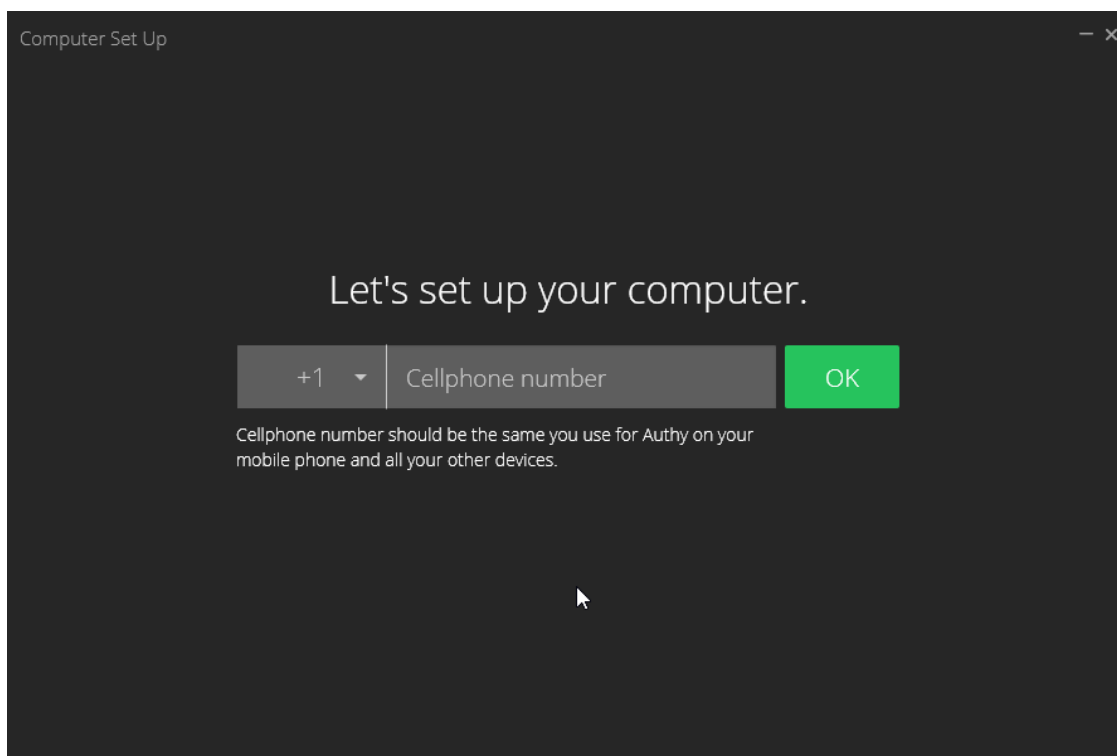 Computer Set Up
Let's set up your computer.
+1
Cellphone number
OK
Cellphone number should be the same you use for Authy on your
mobile phone and all your other devices.